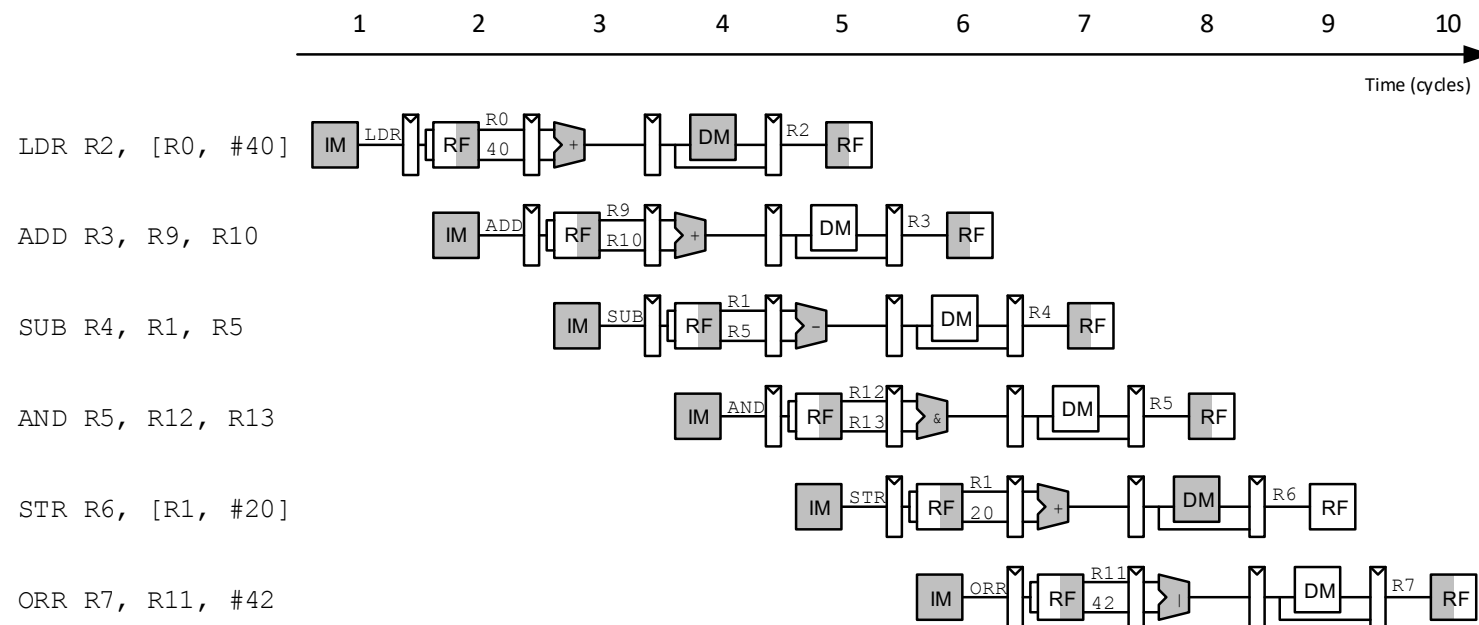 1 2 3 4 5 6 7 8 9 10
Time (cycles)
LDR R2, [R0, #40] IM LDR RF R0 40 + DM R2 RF
ADD R3, R9, R10 IM ADD RF R9 R10 + DM R3 RF
SUB R4, R1, R5 IM SUB RF R1 R5 - DM R4 RF
AND R5, R12, R13 IM AND RF R12 R13 & DM R5 RF
STR R6, [R1, #20] IM STR RF R1 20 + DM R6 RF
ORR R7, R11, #42 IM ORR RF R11 42 | DM R7 RF